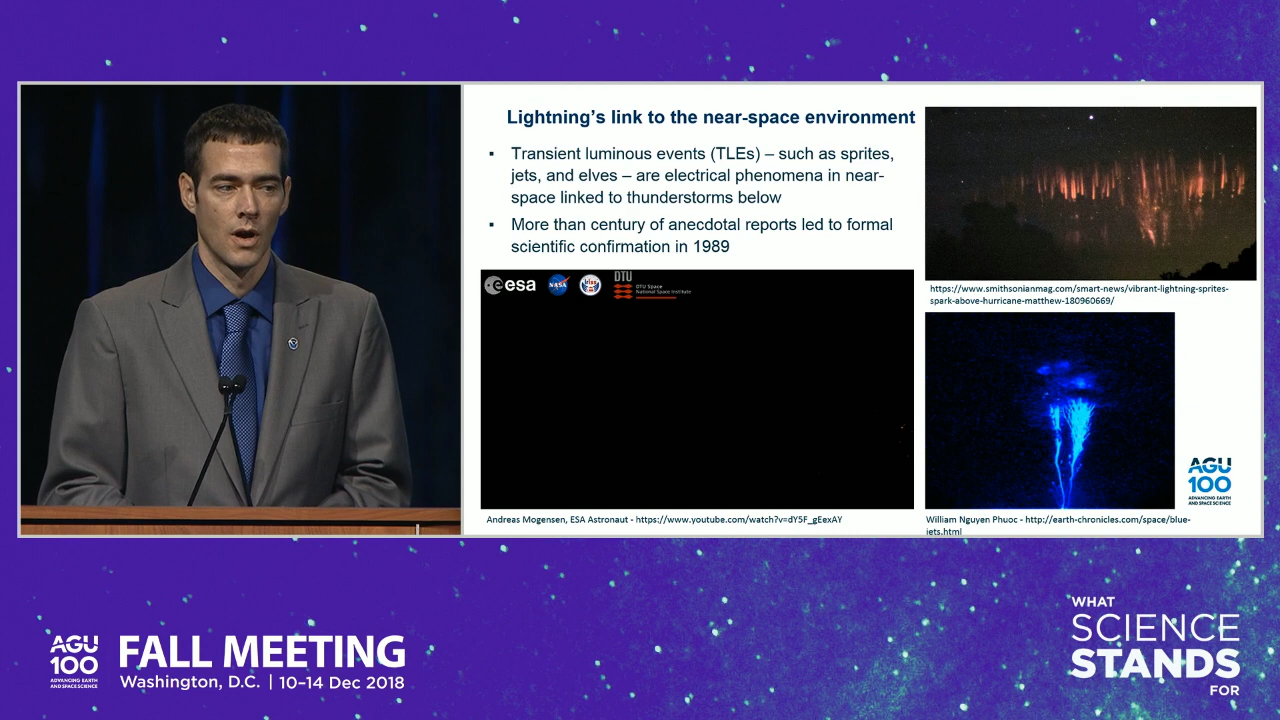 Lightning’s link to the near-space environment
▪ Transient luminous events (TLEs) – such as sprites,
jets, and elves – are electrical phenomena in near-
space linked to thunderstorms below
▪ More than century of anecdotal reports led to formal
scientific confirmation in 1989
esa
NASA
DTU
DTU Space
National Space Institute
Andreas Mogensen, ESA Astronaut - https://www.youtube.com/watch?v=dY5F_gEexAY
https://www.smithsonianmag.com/smart-news/vibrant-lightning-sprites-
spark-above-hurricane-matthew-180960669/
AGU
100
ADVANCING EARTH
AND SPACE SCIENCE
William Nguyen Phuoc - http://earth-chronicles.com/space/blue-
jets.html
AGU
100
ADVANCING EARTH
AND SPACE SCIENCE
FALL MEETING
Washington, D.C. | 10–14 Dec 2018
WHAT
SCIENCE
STANDS
FOR